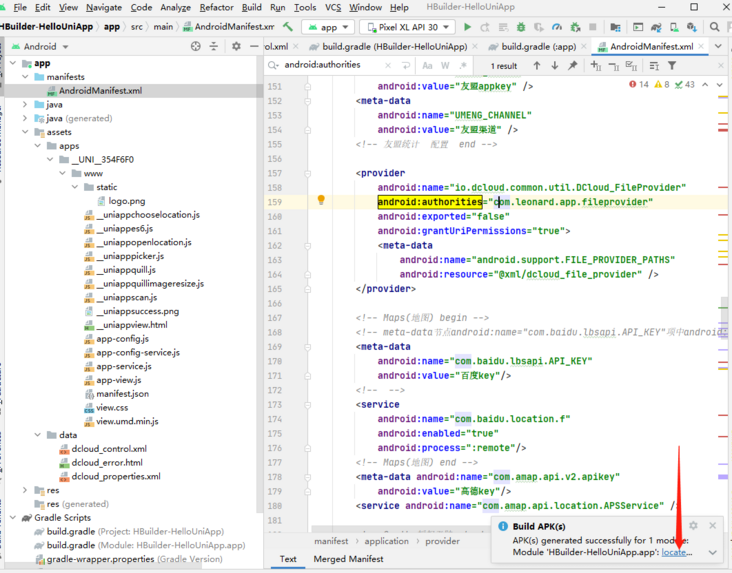 File Edit View Navigate Code Analyze Refactor Build Run Tools VCS Window Help HBuilder-HelloUniApp
HBuilder-HelloUniApp app src main AndroidManifest.xml app Pixel XL API 30
Android
build.gradle (HBuilder-HelloUniApp) build.gradle (:app) AndroidManifest.xml
android:authorities Aa W .* 1 result
14 8 43
app
manifests
AndroidManifest.xml
java
java (generated)
assets
apps
__UNI__354F6F0
www
static
logo.png
__uniappchooselocation.js
__uniappes6.js
__uniappopenlocation.js
__uniapppicker.js
__uniappquill.js
__uniappquillimageresize.js
__uniappscan.js
__uniappsuccess.png
__uniappview.html
app-config.js
app-config-service.js
app-service.js
app-view.js
manifest.json
view.css
view.umd.min.js
data
dcloud_control.xml
dcloud_error.html
dcloud_properties.xml
res
res (generated)
Gradle Scripts
build.gradle (Project: HBuilder-HelloUniApp)
build.gradle (Module: HBuilder-HelloUniApp.app)
gradle-wrapper.properties (Gradle Version)
151 android:value="友盟appkey" />
152 <meta-data
153 android:name="UMENG_CHANNEL"
154 android:value="友盟渠道" />
155 <!-- 友盟统计 配置 end -->
156
157 <provider
158 android:name="io.dcloud.common.util.DCloud_FileProvider"
159 android:authorities="com.leonard.app.fileprovider"
160 android:exported="false"
161 android:grantUriPermissions="true">
162 <meta-data
163 android:name="android.support.FILE_PROVIDER_PATHS"
164 android:resource="@xml/dcloud_file_provider" />
165 </provider>
166
167 <!-- Maps(地图) begin -->
168 <!-- meta-data节点android:name="com.baidu.lbsapi.API_KEY"项中android
169 <meta-data
170 android:name="com.baidu.lbsapi.API_KEY"
171 android:value="百度key"/>
172 <!-- -->
173 <service
174 android:name="com.baidu.location.f"
175 android:enabled="true"
176 android:process=":remote"/>
177 <!-- Maps(地图) end -->
178 <meta-data android:name="com.amap.api.v2.apikey"
179 android:value="高德key"/>
180 <service android:name="com.amap.api.location.APSService" />
181
Build APK(s)
APK(s) generated successfully for 1 module:
Module 'HBuilder-HelloUniApp.app': locate...
manifest application provider
Text Merged Manifest